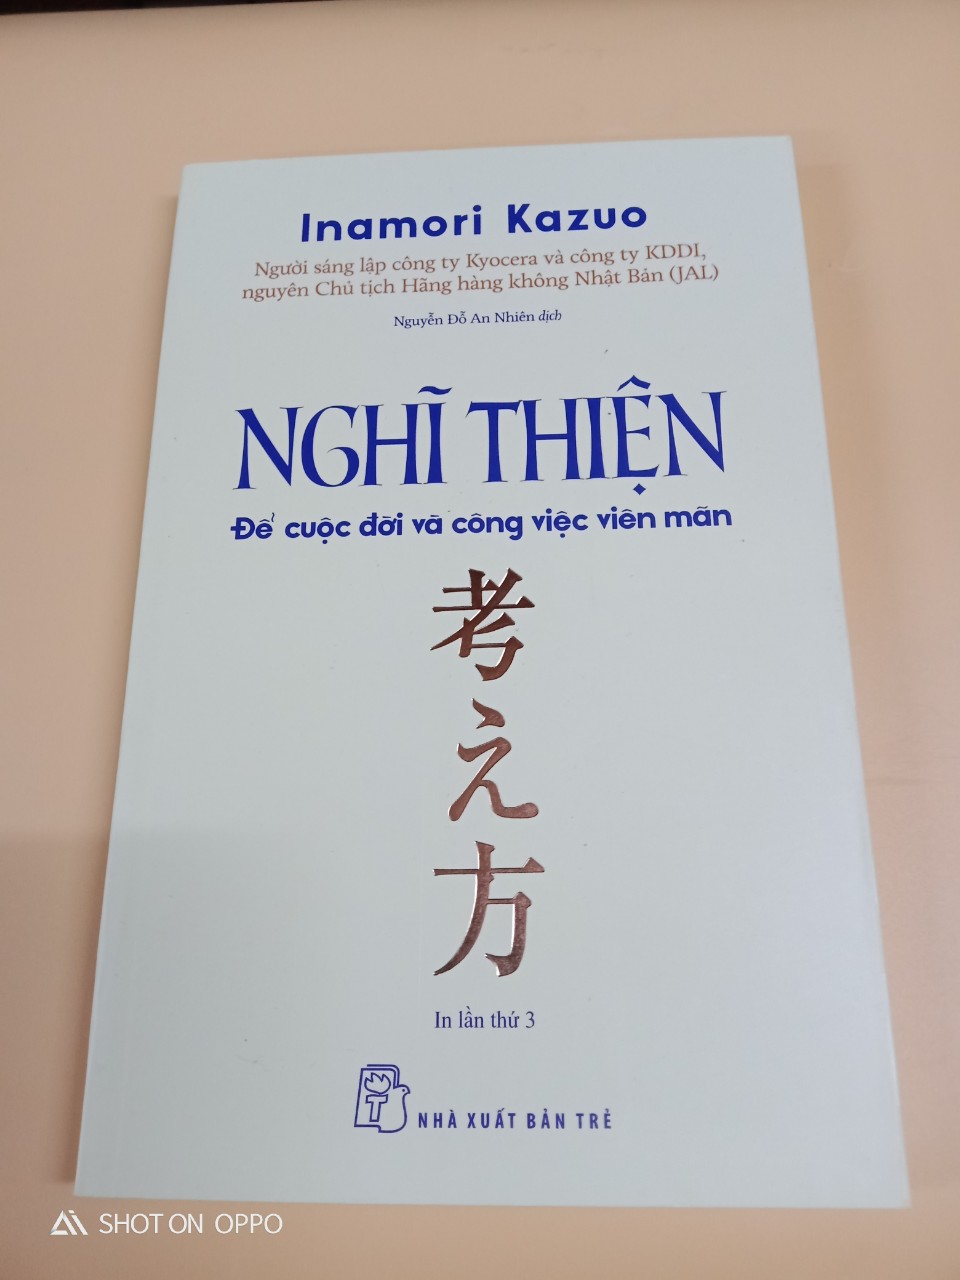 Inamori Kazuo
Người sáng lập công ty Kyocera và công ty KDDI,
nguyên Chủ tịch Hãng hàng không Nhật Bản (JAL)
Nguyễn Đỗ An Nhiên dịch
NGHĨ THIỆN
Để cuộc đời và công việc viên mãn
考え方
In lần thứ 3
T
NHÀ XUẤT BẢN TRẺ
SHOT ON OPPO